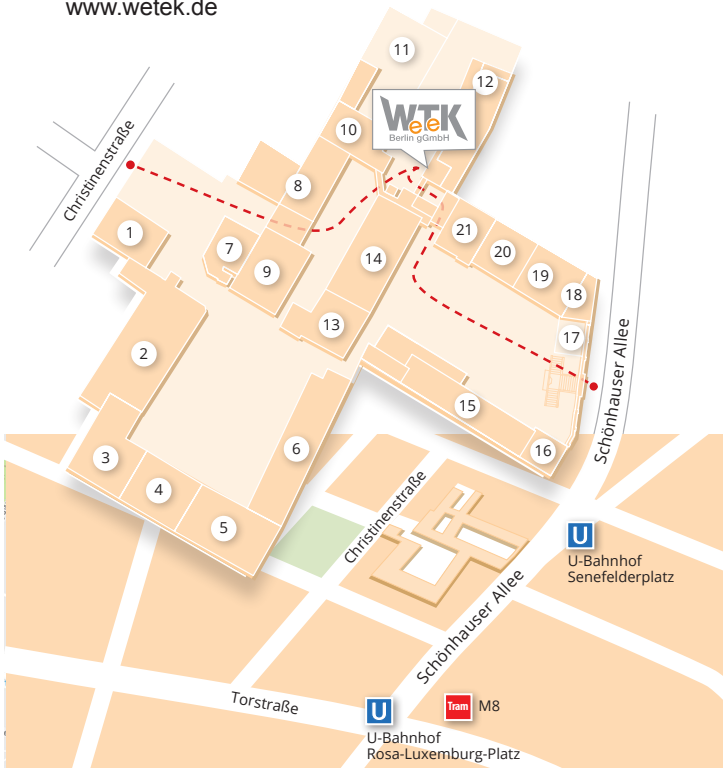 www.wetek.de
11
12
WeTeK
Berlin gGmbH
10
Christinenstraße
8
1
7
9
14
21
20
19
18
13
17
2
Schönhauser Allee
15
6
16
3
4
5
Christinenstraße
U
U-Bahnhof
Senefelderplatz
Schönhauser Allee
Torstraße
U
U-Bahnhof
Rosa-Luxemburg-Platz
Tram M8